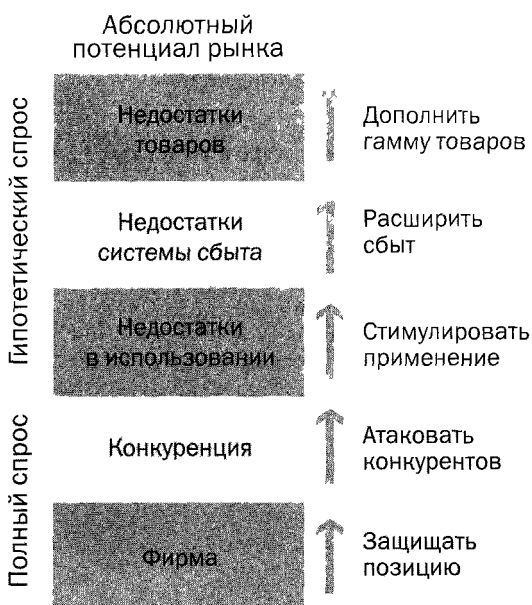 Абсолютный
потенциал рынка
Гипотетический спрос
Недостатки
товаров
Дополнить
гамму товаров
Недостатки
системы сбыта
Расширить
сбыт
Недостатки
в использовании
Стимулировать
применение
Полный спрос
Конкуренция
Атаковать
конкурентов
Фирма
Защищать
позицию